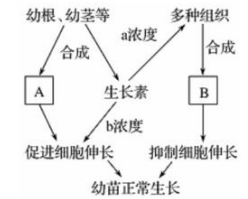 幼根、幼茎等 多种组织
a浓度
合成 合成
A 生长素 B
b浓度
促进细胞伸长 抑制细胞伸长
幼苗正常生长